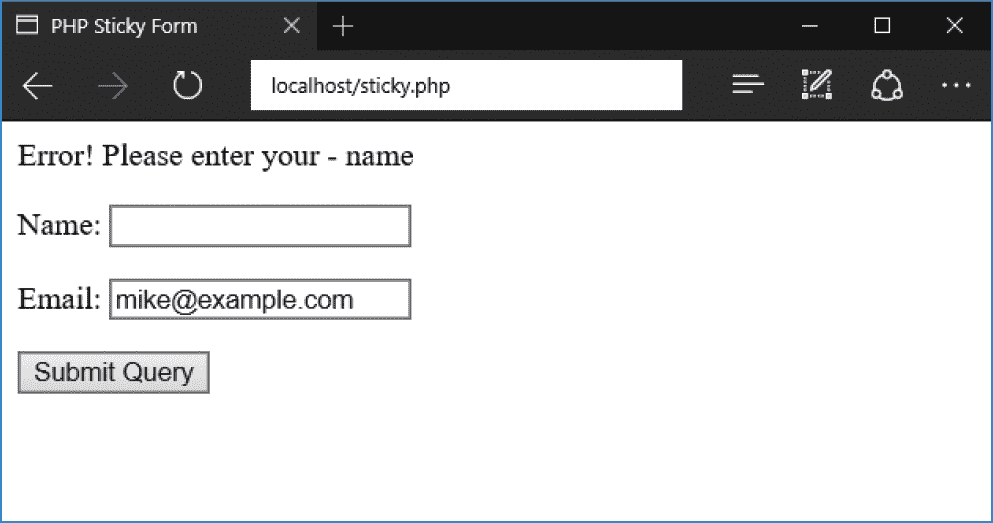 PHP Sticky Form
localhost/sticky.php
Error! Please enter your - name
Name:
Email: mike@example.com
Submit Query